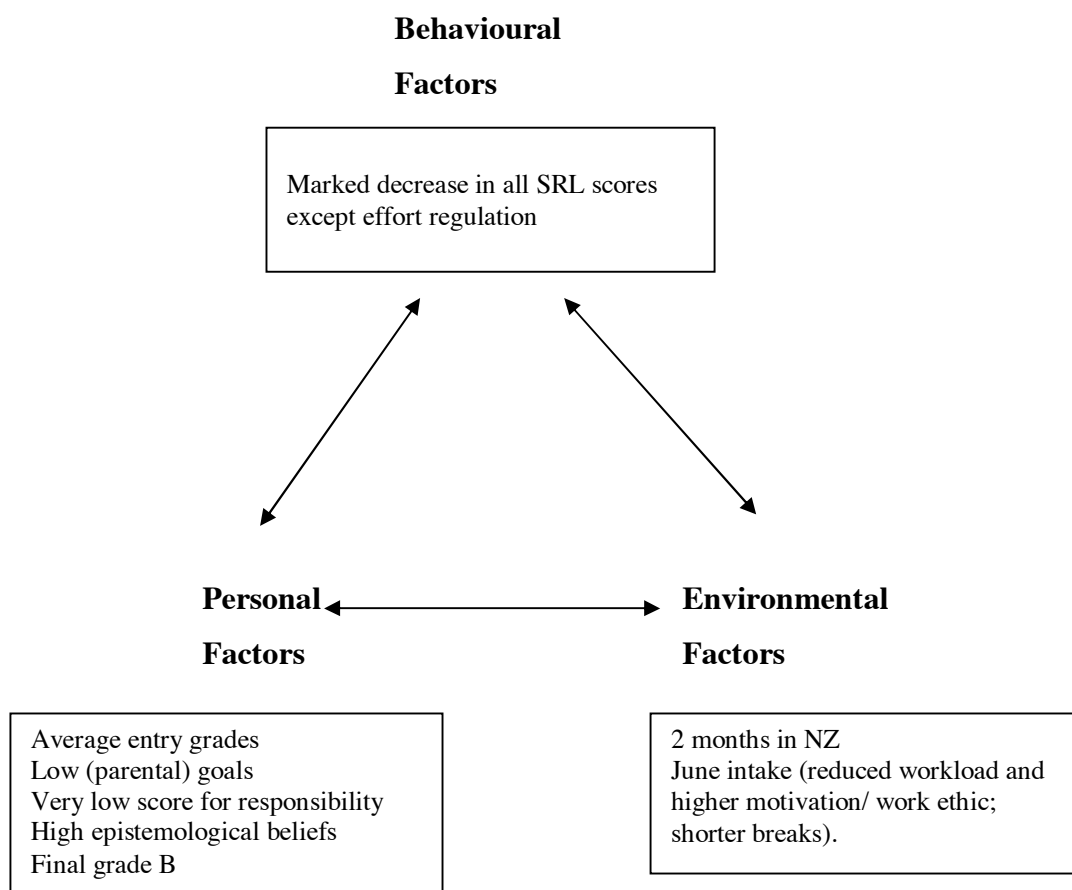 Behavioural
Factors
Marked decrease in all SRL scores
except effort regulation
Personal
Factors
Environmental
Factors
Average entry grades
Low (parental) goals
Very low score for responsibility
High epistemological beliefs
Final grade B
2 months in NZ
June intake (reduced workload and
higher motivation/ work ethic;
shorter breaks).